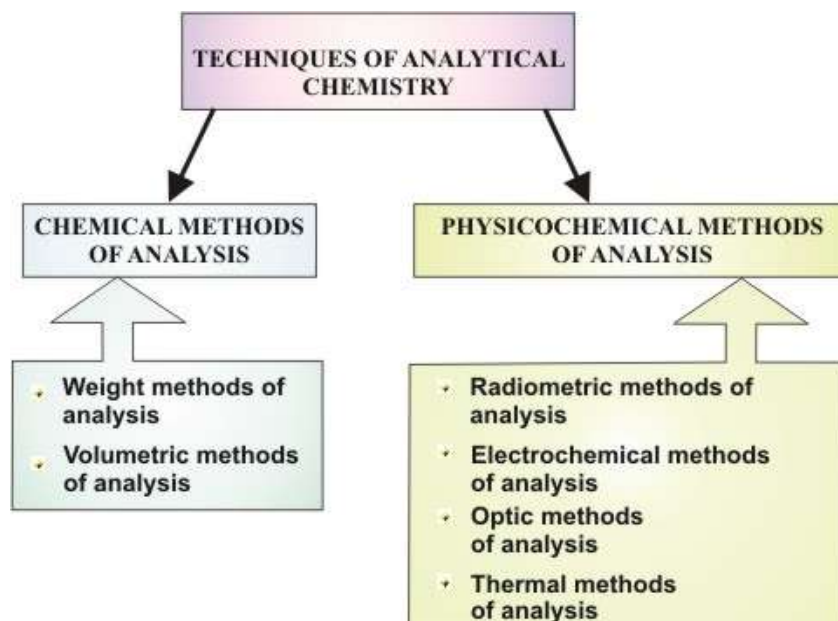 TECHNIQUES OF ANALYTICAL
CHEMISTRY
CHEMICAL METHODS
OF ANALYSIS
PHYSICOCHEMICAL METHODS
OF ANALYSIS
Weight methods of
analysis
Volumetric methods
of analysis
Radiometric methods of
analysis
Electrochemical methods
of analysis
Optic methods
of analysis
Thermal methods
of analysis